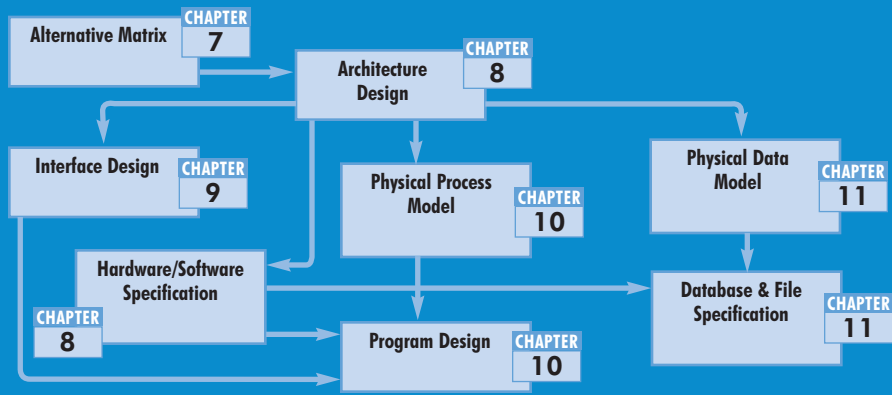 Alternative Matrix
CHAPTER
7
Architecture
Design
CHAPTER
8
Interface Design
CHAPTER
9
Physical Process
Model
CHAPTER
10
Physical Data
Model
CHAPTER
11
Hardware/Software
Specification
CHAPTER
8
Database & File
Specification
CHAPTER
11
Program Design
CHAPTER
10